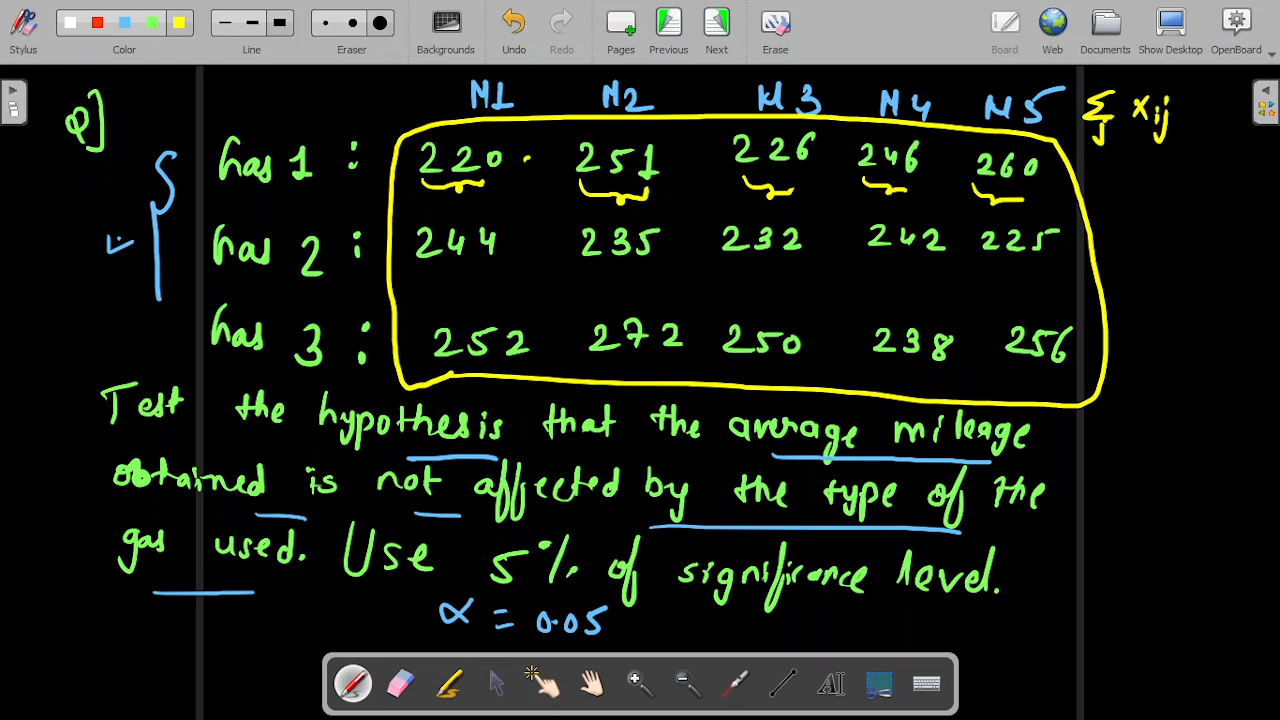 Stylus Color Line Eraser Backgrounds Undo Redo Pages Previous Next Erase Board Web Documents Show Desktop OpenBoard
M1 M2 M3 M4 M5 Σj xij
Q]
Gas 1 : 220 251 226 246 260
Gas 2 : 244 235 232 242 225
Gas 3 : 252 272 250 238 256
Test the hypothesis that the average mileage
obtained is not affected by the type of the
gas used. Use 5% of significance level.
α = 0.05
AI